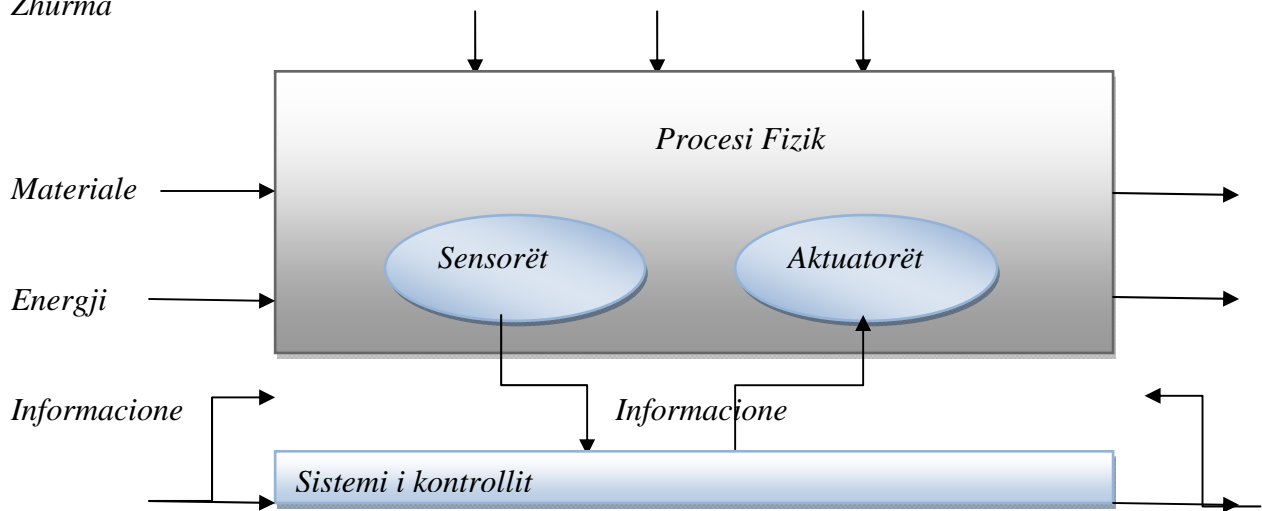 Zhurma
Procesi Fizik
Materiale
Sensorët
Aktuatorët
Energji
Informacione
Informacione
Sistemi i kontrollit